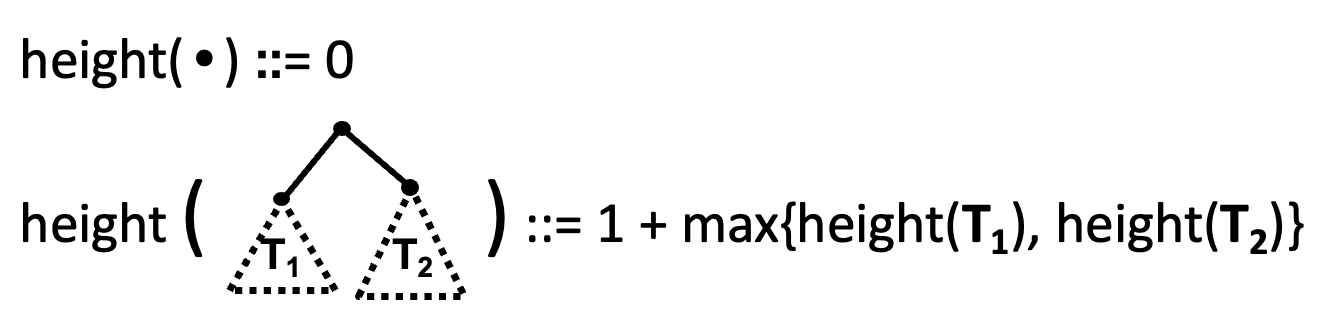 height( • ) ::= 0
height ( T₁ T₂ ) ::= 1 + max{height(T₁), height(T₂)}